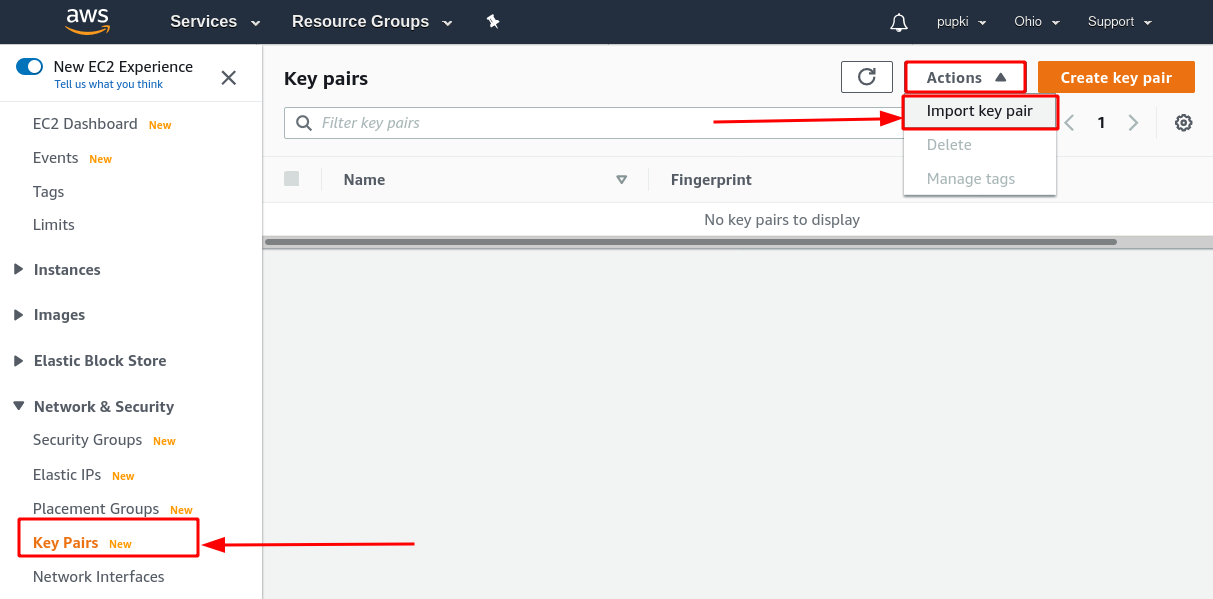 aws Services Resource Groups pupki Ohio Support
New EC2 Experience
Tell us what you think
EC2 Dashboard New
Events New
Tags
Limits
Instances
Images
Elastic Block Store
Network & Security
Security Groups New
Elastic IPs New
Placement Groups New
Key Pairs New
Network Interfaces
Key pairs
Actions
Create key pair
Filter key pairs
Import key pair
1
Delete
Manage tags
Name Fingerprint
No key pairs to display